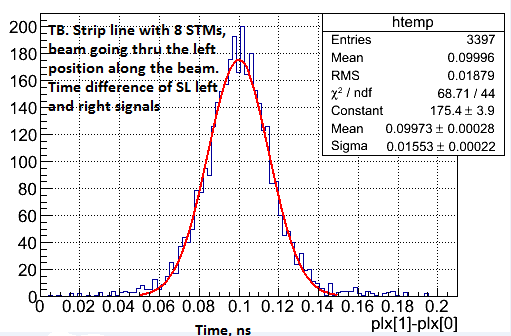 htemp
Entries 3397
Mean 0.09996
RMS 0.01879
χ² / ndf 68.71 / 44
Constant 175.4 ± 3.9
Mean 0.09973 ± 0.00028
Sigma 0.01553 ± 0.00022
TB. Strip line with 8 STMs,
beam going thru the left
position along the beam.
Time difference of SL left
and right signals
200
180
160
140
120
100
80
60
40
20
0
0 0.02 0.04 0.06 0.08 0.1 0.12 0.14 0.16 0.18 0.2
Time, ns
plx[1]-plx[0]